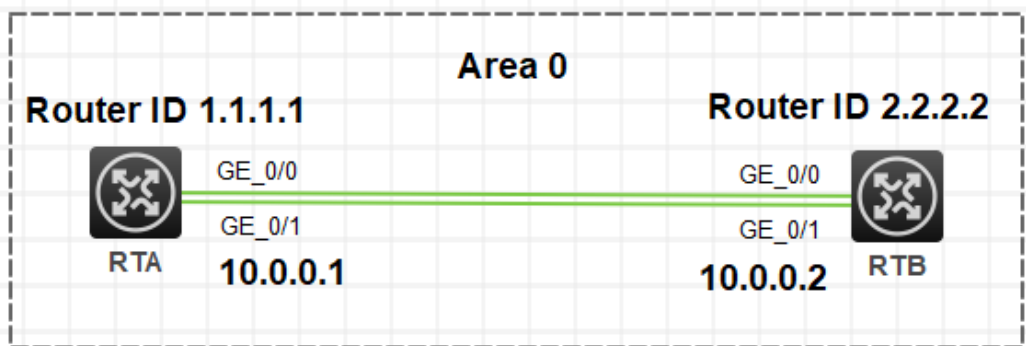 Area 0
Router ID 1.1.1.1
Router ID 2.2.2.2
GE_0/0
GE_0/0
GE_0/1
GE_0/1
RTA
10.0.0.1
10.0.0.2
RTB